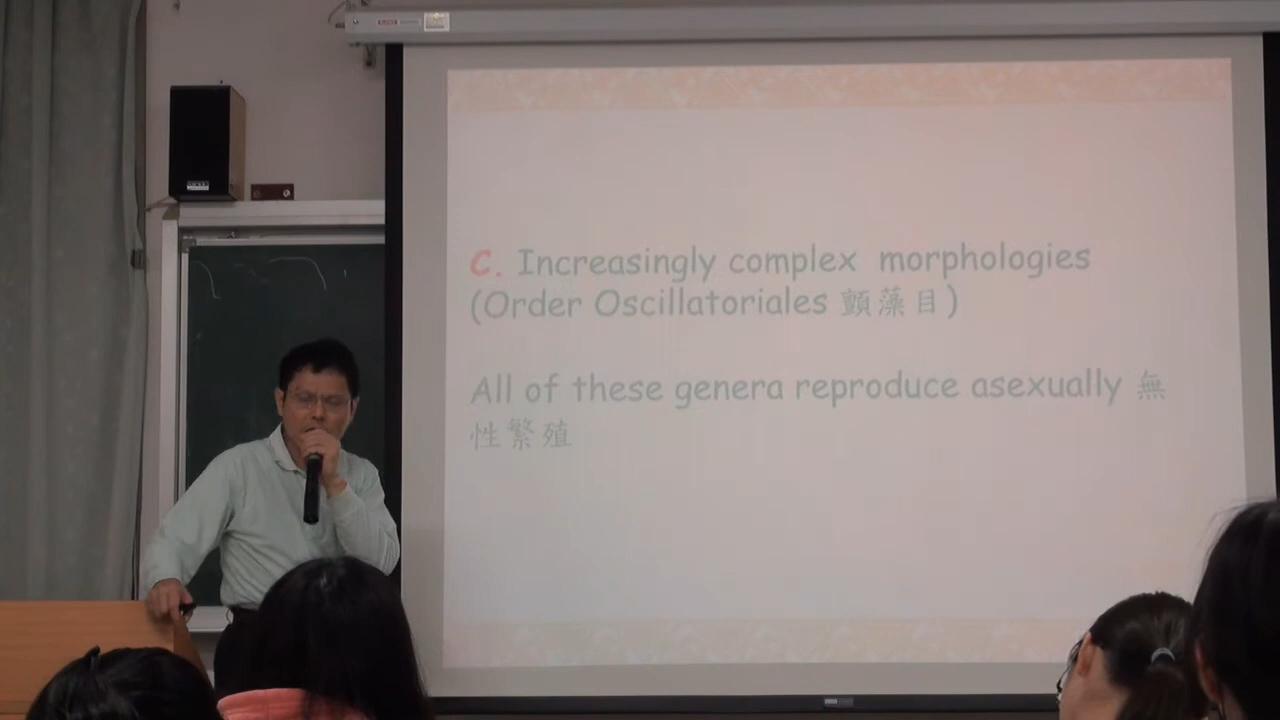 C. Increasingly complex morphologies
(Order Oscillatoriales 顫藻目)
All of these genera reproduce asexually 無
性繁殖